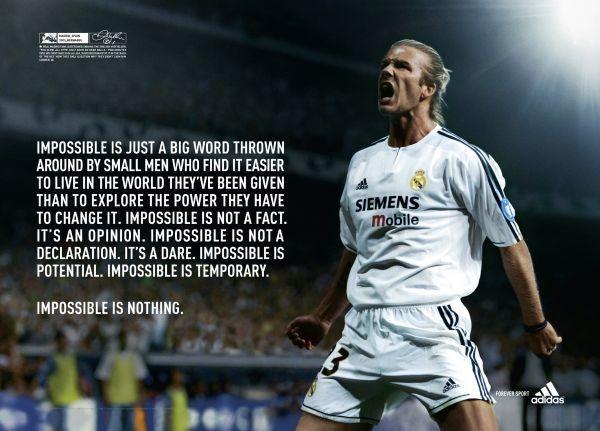 IMPOSSIBLE IS JUST A BIG WORD THROWN
AROUND BY SMALL MEN WHO FIND IT EASIER
TO LIVE IN THE WORLD THEY'VE BEEN GIVEN
THAN TO EXPLORE THE POWER THEY HAVE
TO CHANGE IT. IMPOSSIBLE IS NOT A FACT.
IT'S AN OPINION. IMPOSSIBLE IS NOT A
DECLARATION. IT'S A DARE. IMPOSSIBLE IS
POTENTIAL. IMPOSSIBLE IS TEMPORARY.
IMPOSSIBLE IS NOTHING.
adidas
SIEMENS
mobile
3
adidas
FOREVER SPORT
adidas